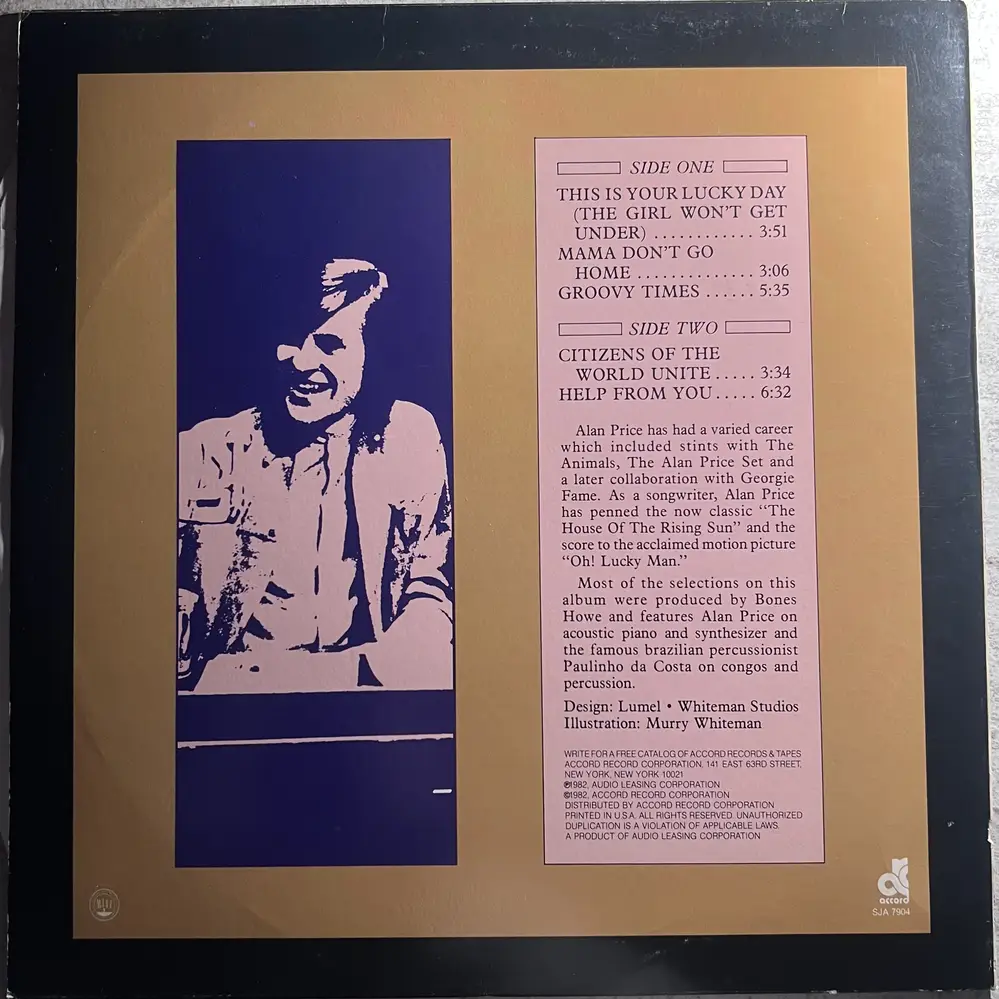 SIDE ONE
THIS IS YOUR LUCKY DAY
(THE GIRL WON'T GET
UNDER) ............ 3:51
MAMA DON'T GO
HOME .............. 3:06
GROOVY TIMES ...... 5:35
SIDE TWO
CITIZENS OF THE
WORLD UNITE ..... 3:34
HELP FROM YOU ..... 6:32
Alan Price has had a varied career
which included stints with The
Animals, The Alan Price Set and
a later collaboration with Georgie
Fame. As a songwriter, Alan Price
has penned the now classic “The
House Of The Rising Sun” and the
score to the acclaimed motion picture
“Oh! Lucky Man.”
Most of the selections on this
album were produced by Bones
Howe and features Alan Price on
acoustic piano and synthesizer and
the famous brazilian percussionist
Paulinho da Costa on congos and
percussion.
Design: Lumel • Whiteman Studios
Illustration: Murry Whiteman
WRITE FOR A FREE CATALOG OF ACCORD RECORDS & TAPES
ACCORD RECORD CORPORATION, 141 EAST 63RD STREET,
NEW YORK, NEW YORK 10021
℗1982, AUDIO LEASING CORPORATION
©1982, ACCORD RECORD CORPORATION
DISTRIBUTED BY ACCORD RECORD CORPORATION
PRINTED IN U.S.A. ALL RIGHTS RESERVED. UNAUTHORIZED
DUPLICATION IS A VIOLATION OF APPLICABLE LAWS.
A PRODUCT OF AUDIO LEASING CORPORATION
accord
SJA 7904